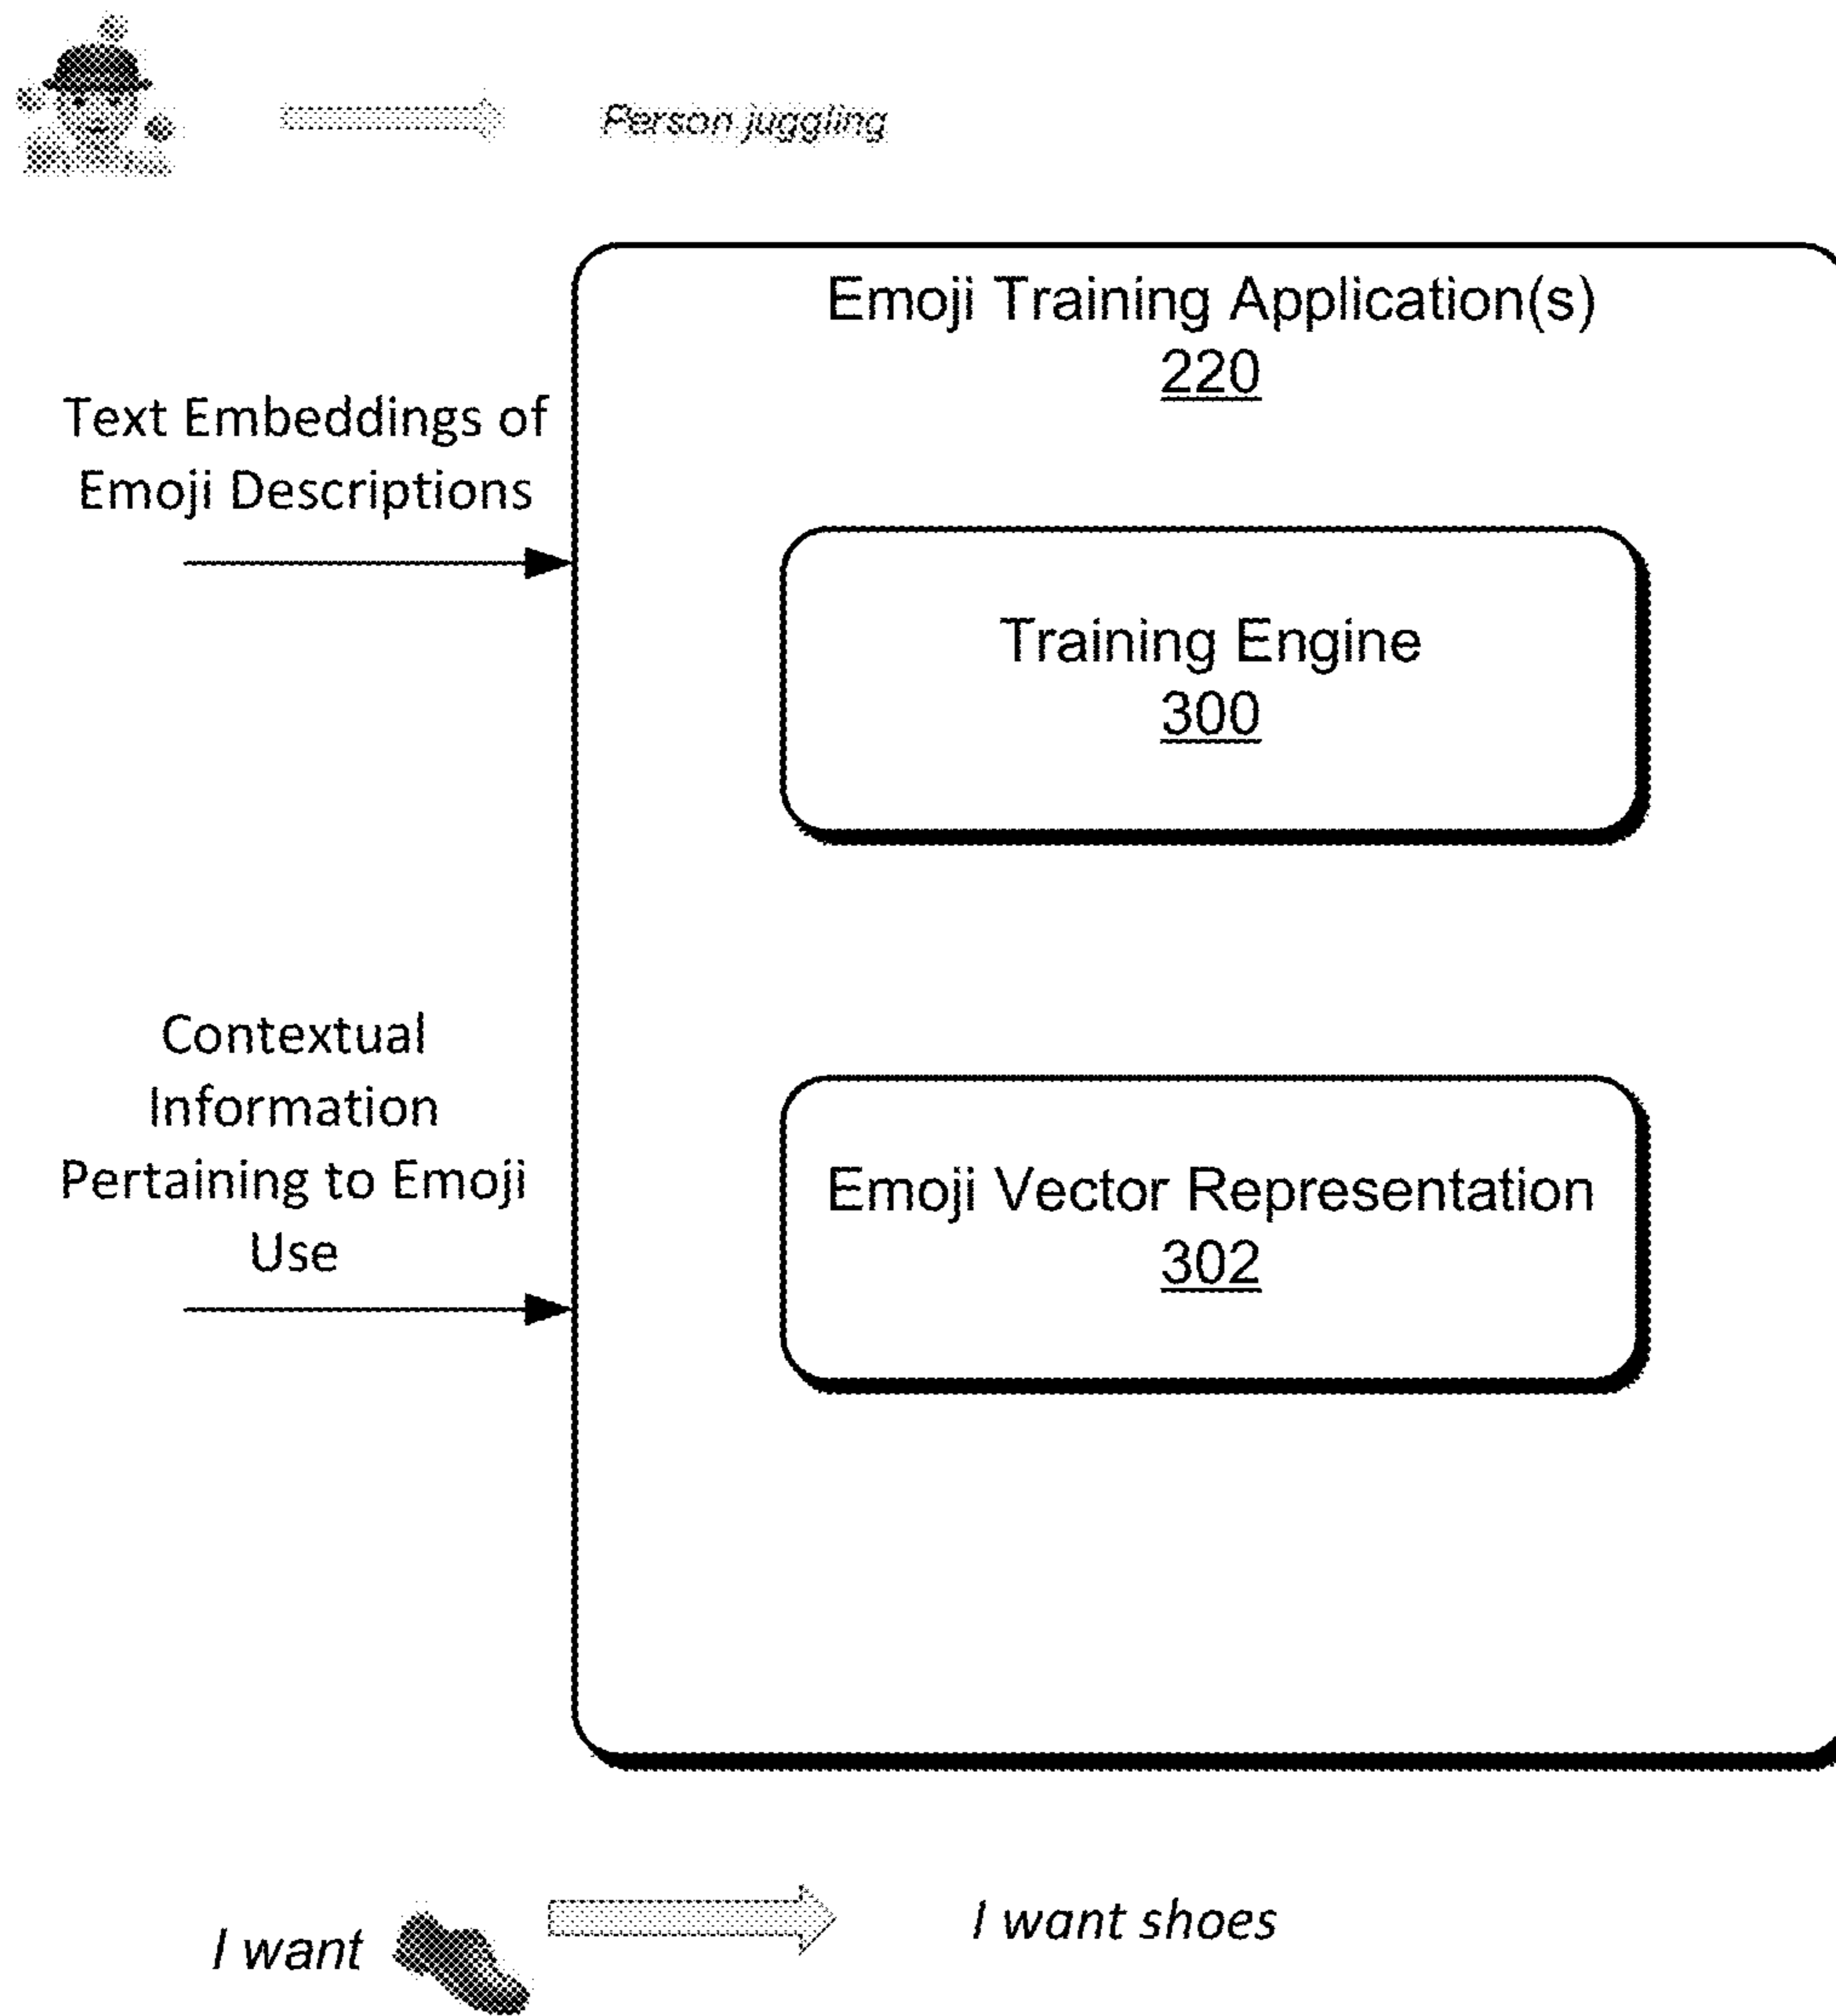 Person juggling
Emoji Training Application(s)
220
Text Embeddings of
Emoji Descriptions
Training Engine
300
Contextual
Information
Pertaining to Emoji
Use
Emoji Vector Representation
302
I want
I want shoes